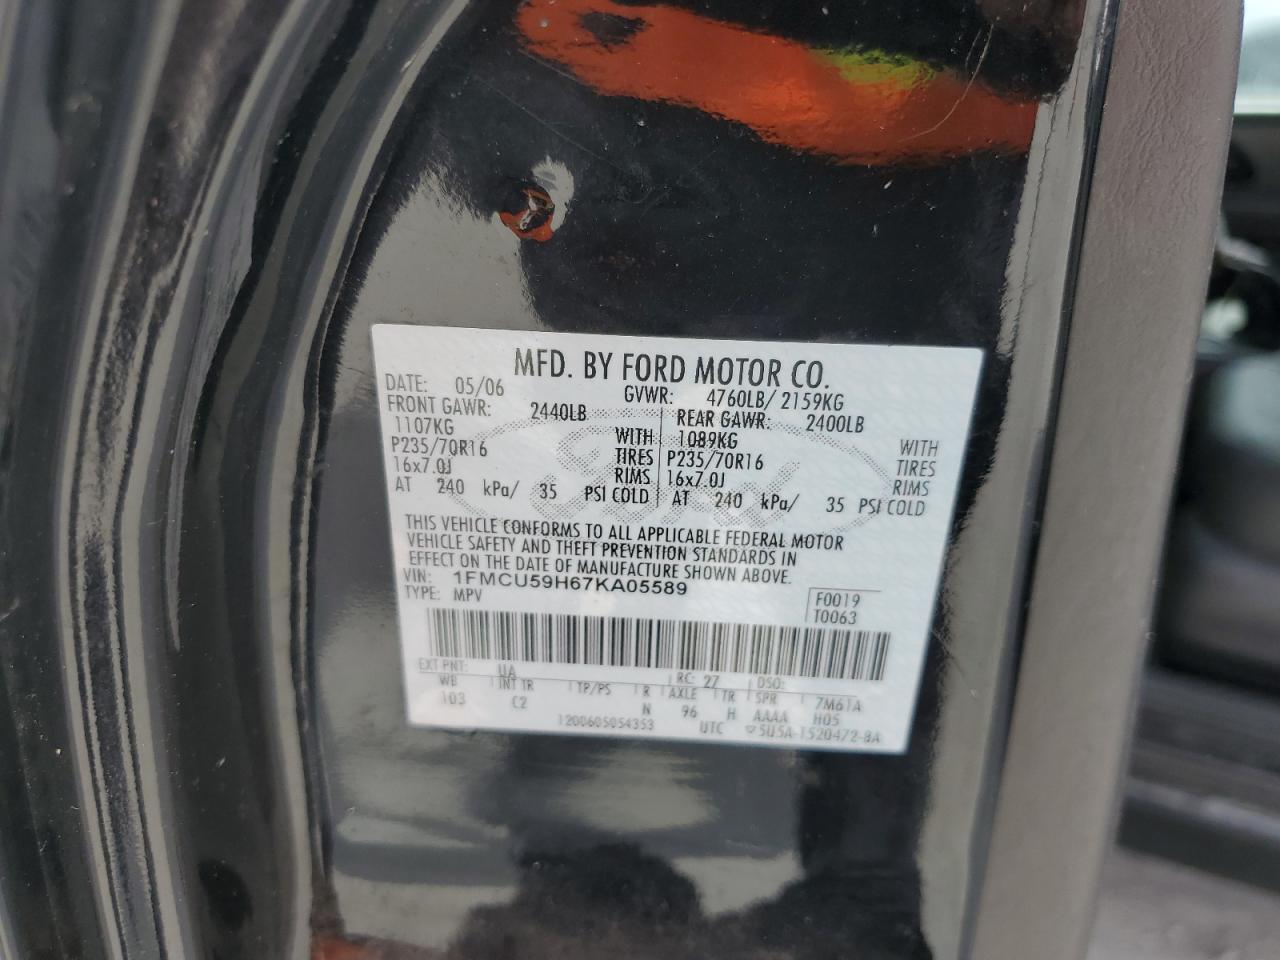 MFD. BY FORD MOTOR CO.
DATE: 05/06 GVWR: 4760LB/ 2159KG
FRONT GAWR: 2440LB REAR GAWR: 2400LB
1107KG WITH 1089KG WITH
P235/70R16 TIRES P235/70R16 TIRES
16x7.0J RIMS 16x7.0J RIMS
AT 240 kPa/ 35 PSI COLD AT 240 kPa/ 35 PSI COLD
THIS VEHICLE CONFORMS TO ALL APPLICABLE FEDERAL MOTOR
VEHICLE SAFETY AND THEFT PREVENTION STANDARDS IN
EFFECT ON THE DATE OF MANUFACTURE SHOWN ABOVE.
VIN: 1FMCU59H67KA05589
TYPE: MPV F0019
T0063
EXT PNT: UA RC: 27 DSO:
WB INT TR TP/PS R AXLE TR SPR 7M61A
103 C2 N 96 H AAAA H05
1200605054353 UTC 5U5A-1520472-BA